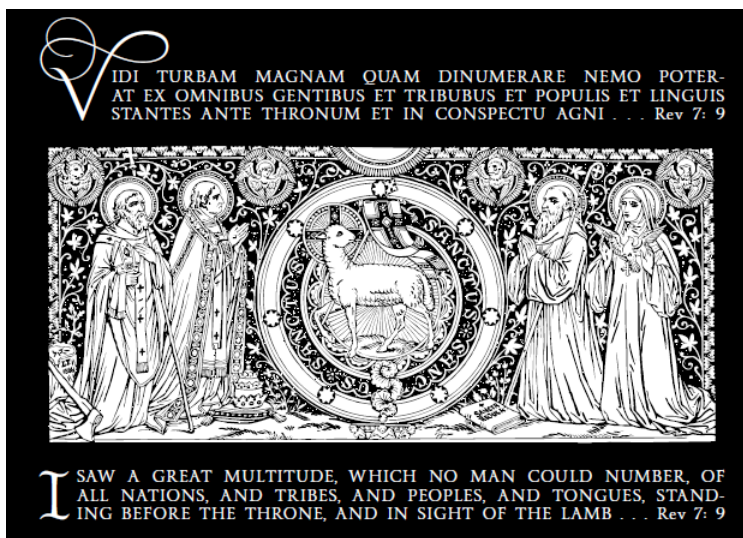 VIDI TURBAM MAGNAM QUAM DINUMERARE NEMO POTER-
AT EX OMNIBUS GENTIBUS ET TRIBUBUS ET POPULIS ET LINGUIS
STANTES ANTE THRONUM ET IN CONSPECTU AGNI . . . Rev 7: 9
SANCTUS SANCTUS SANCTUS
I SAW A GREAT MULTITUDE, WHICH NO MAN COULD NUMBER, OF
ALL NATIONS, AND TRIBES, AND PEOPLES, AND TONGUES, STAND-
ING BEFORE THE THRONE, AND IN SIGHT OF THE LAMB . . . Rev 7: 9